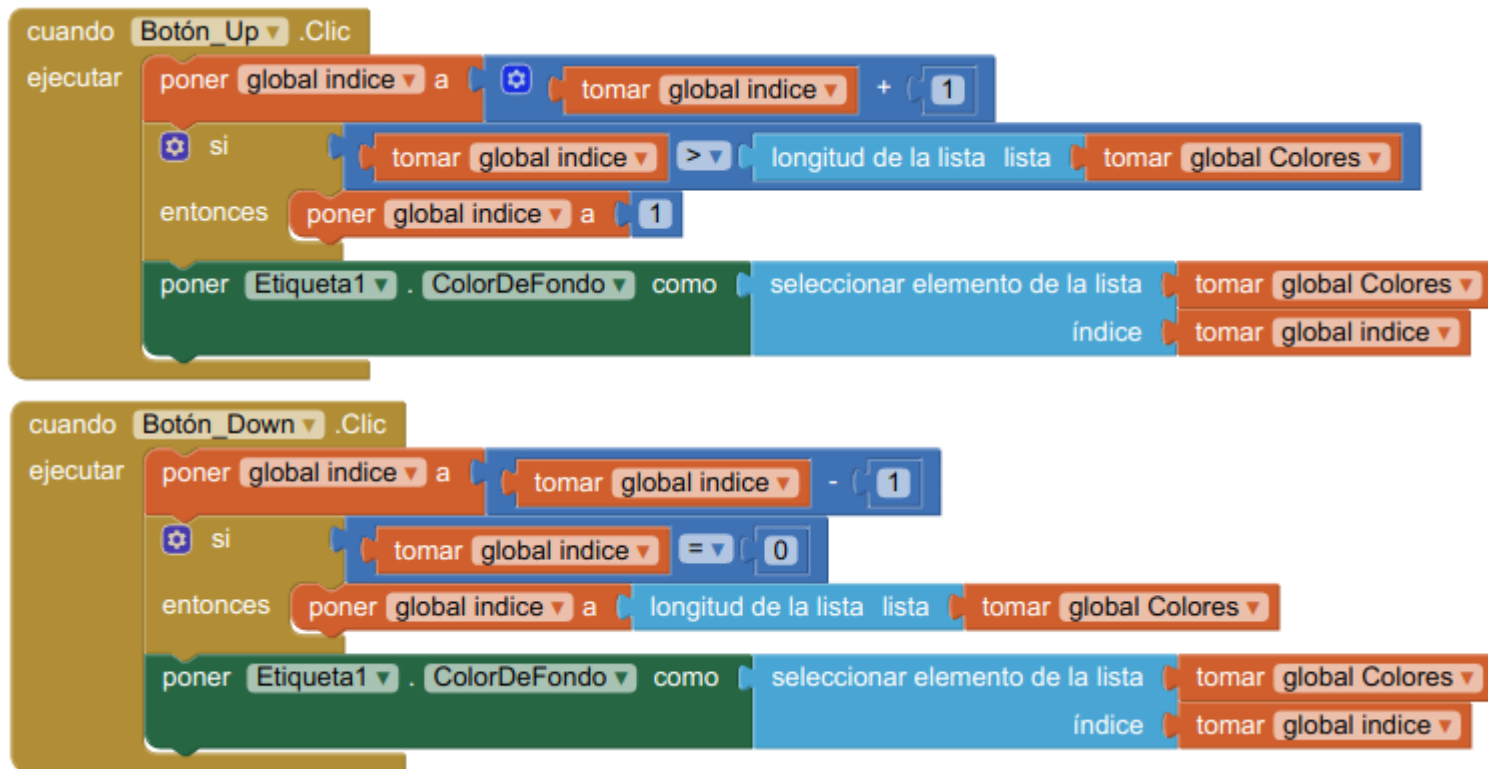 cuando Botón_Up .Clic
ejecutar poner global indice a tomar global indice + 1
si tomar global indice > longitud de la lista lista tomar global Colores
entonces poner global indice a 1
poner Etiqueta1 . ColorDeFondo como seleccionar elemento de la lista tomar global Colores
índice tomar global indice
cuando Botón_Down .Clic
ejecutar poner global indice a tomar global indice - 1
si tomar global indice = 0
entonces poner global indice a longitud de la lista lista tomar global Colores
poner Etiqueta1 . ColorDeFondo como seleccionar elemento de la lista tomar global Colores
índice tomar global indice